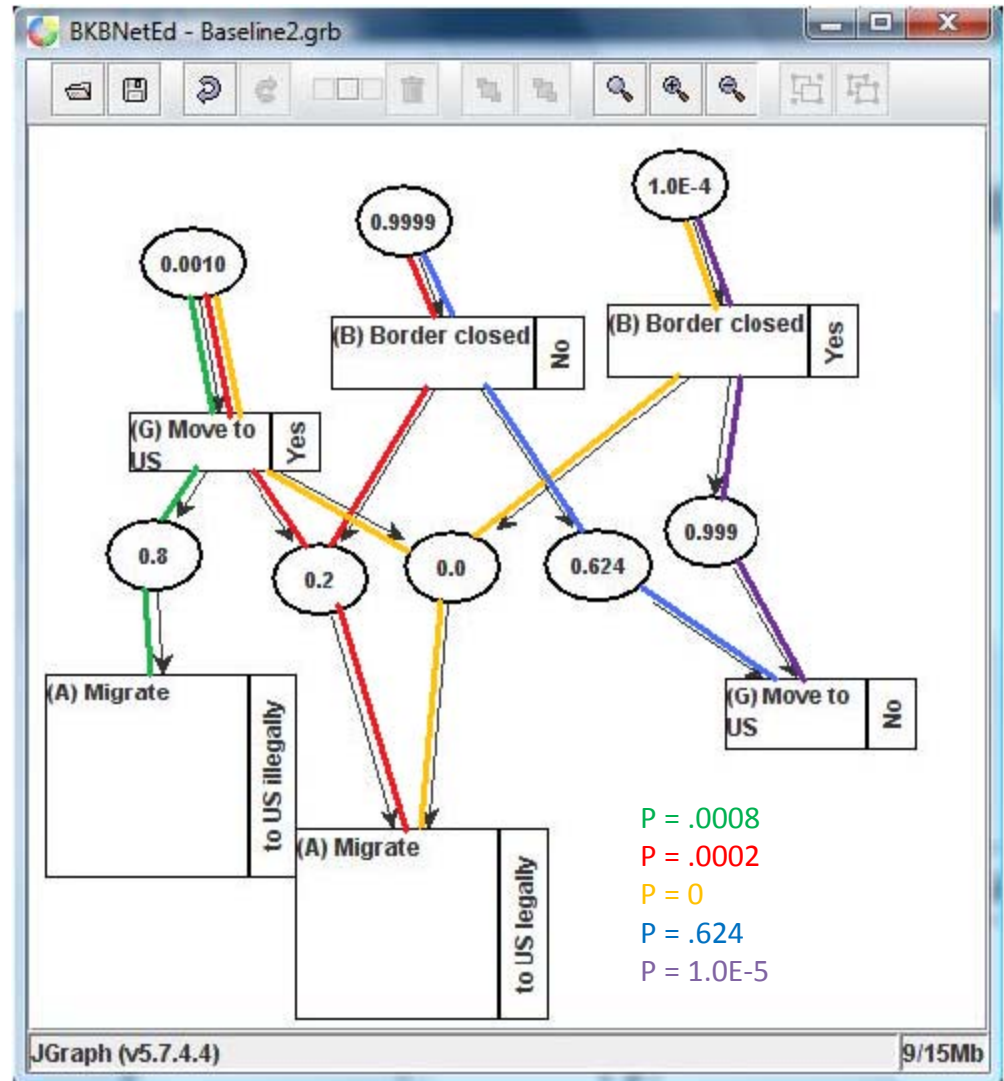 BKBNetEd - Baseline2.grb
1.0E-4
0.9999
0.0010
(B) Border closed
Yes
(B) Border closed
No
(G) Move to
US
Yes
0.8
0.2
0.0
0.624
0.999
(A) Migrate
to US illegally
(G) Move to
US
No
(A) Migrate
to US legally
P = .0008
P = .0002
P = 0
P = .624
P = 1.0E-5
JGraph (v5.7.4.4)
9/15Mb